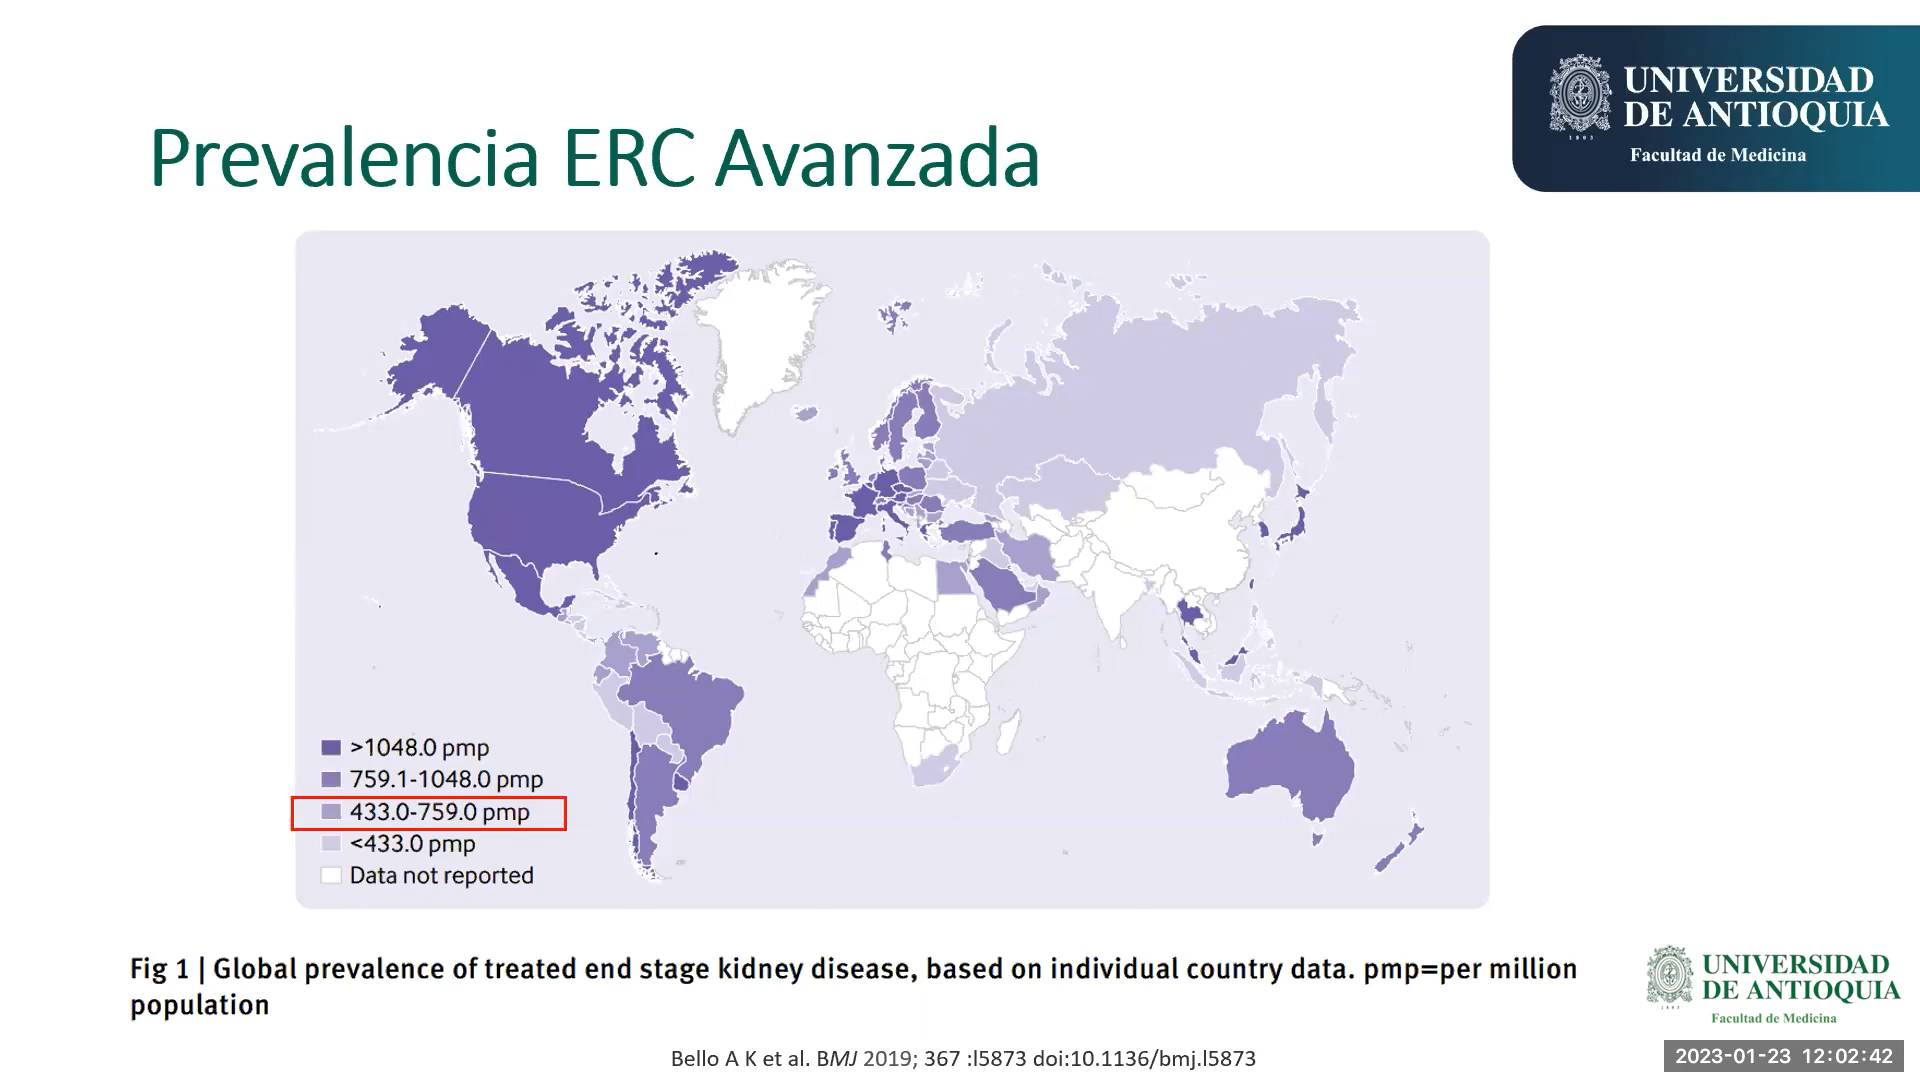 UNIVERSIDAD
DE ANTIOQUIA
1803
Facultad de Medicina
Prevalencia ERC Avanzada
>1048.0 pmp
759.1-1048.0 pmp
433.0-759.0 pmp
<433.0 pmp
Data not reported
Fig 1 | Global prevalence of treated end stage kidney disease, based on individual country data. pmp=per million
population
UNIVERSIDAD
DE ANTIOQUIA
1803
Facultad de Medicina
Bello A K et al. BMJ 2019; 367 :l5873 doi:10.1136/bmj.l5873
2023-01-23 12:02:42